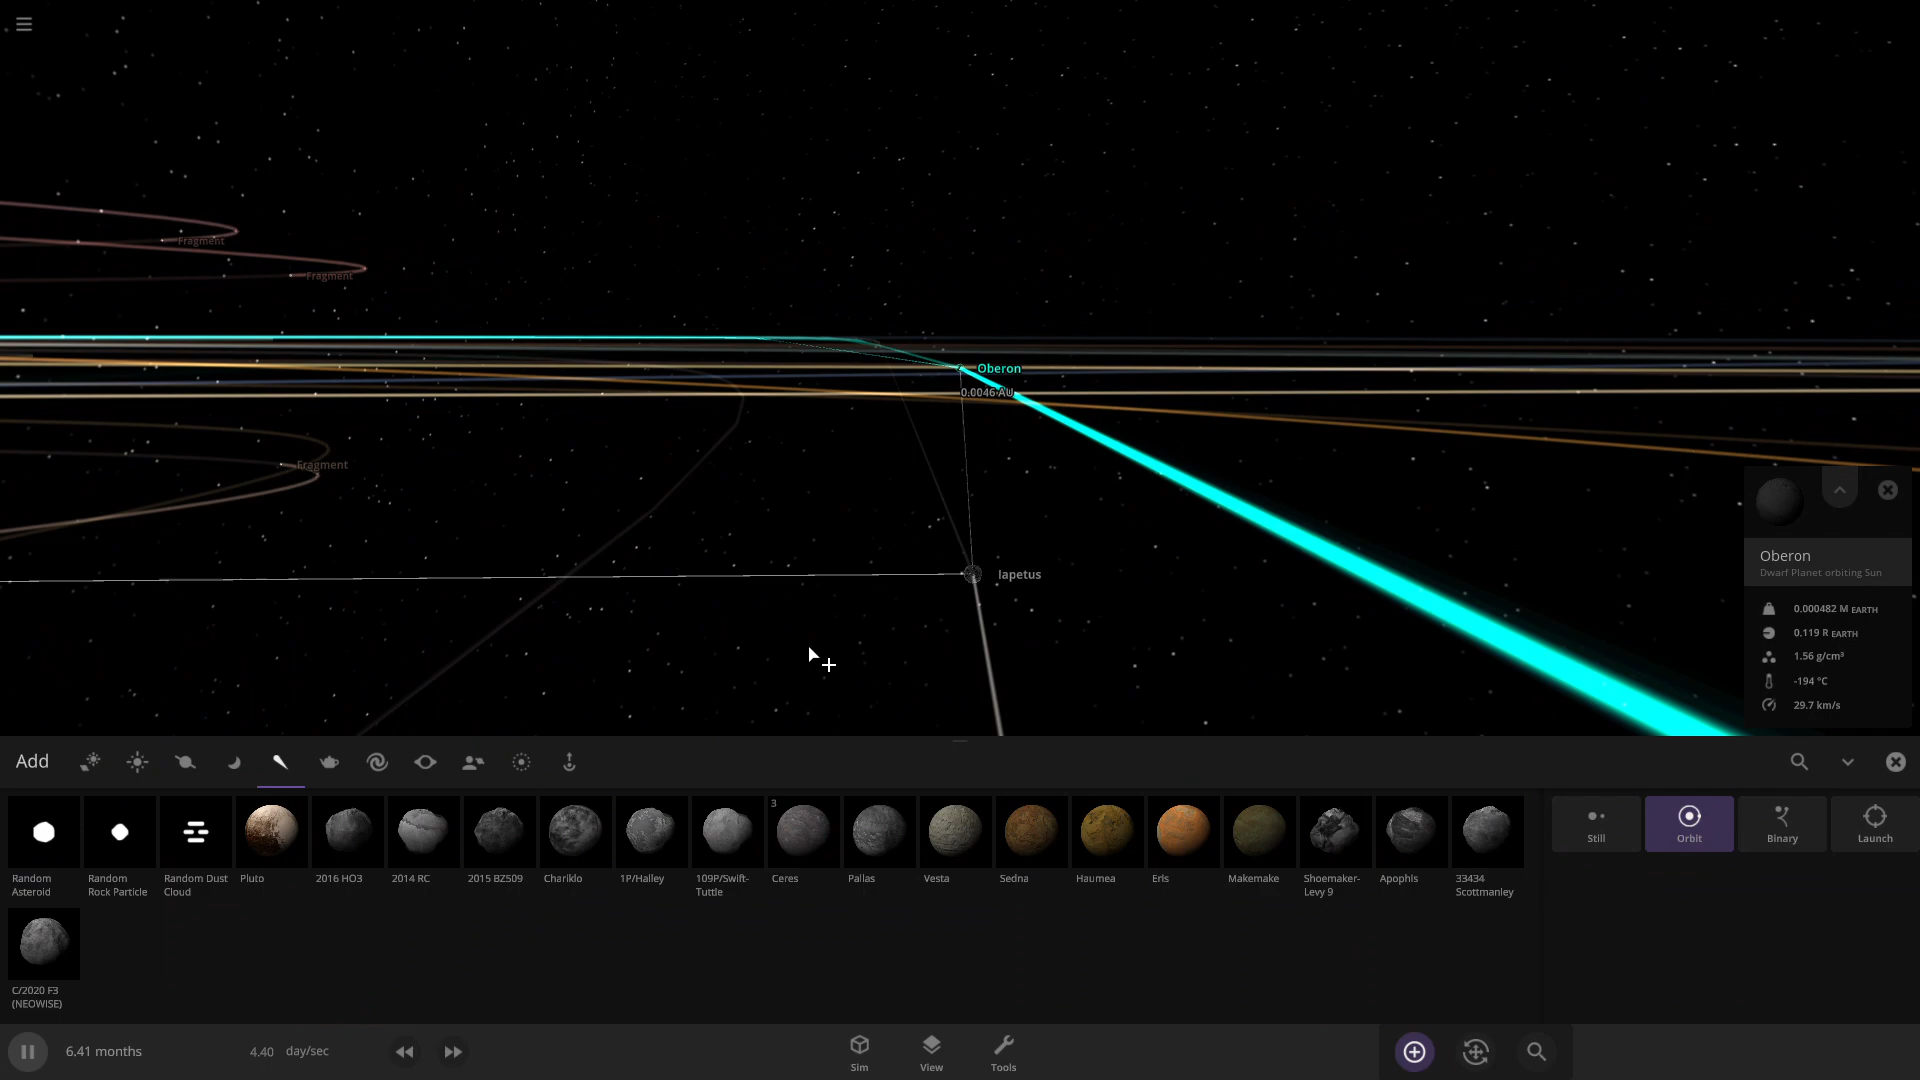 Fragment
Fragment
Oberon
0.0046 AU
Fragment
Iapetus
Oberon
Dwarf Planet orbiting Sun
0.000482 M EARTH
0.119 R EARTH
1.56 g/cm³
-194 °C
29.7 km/s
Add
3
Random Asteroid
Random Rock Particle
Random Dust Cloud
Pluto
2016 HO3
2014 RC
2015 BZ509
Chariklo
1P/Halley
109P/Swift-Tuttle
Ceres
Pallas
Vesta
Sedna
Haumea
Eris
Makemake
Shoemaker-Levy 9
Apophis
33434 Scottmanley
C/2020 F3 (NEOWISE)
Still
Orbit
Binary
Launch
6.41 months
4.40 day/sec
Sim
View
Tools